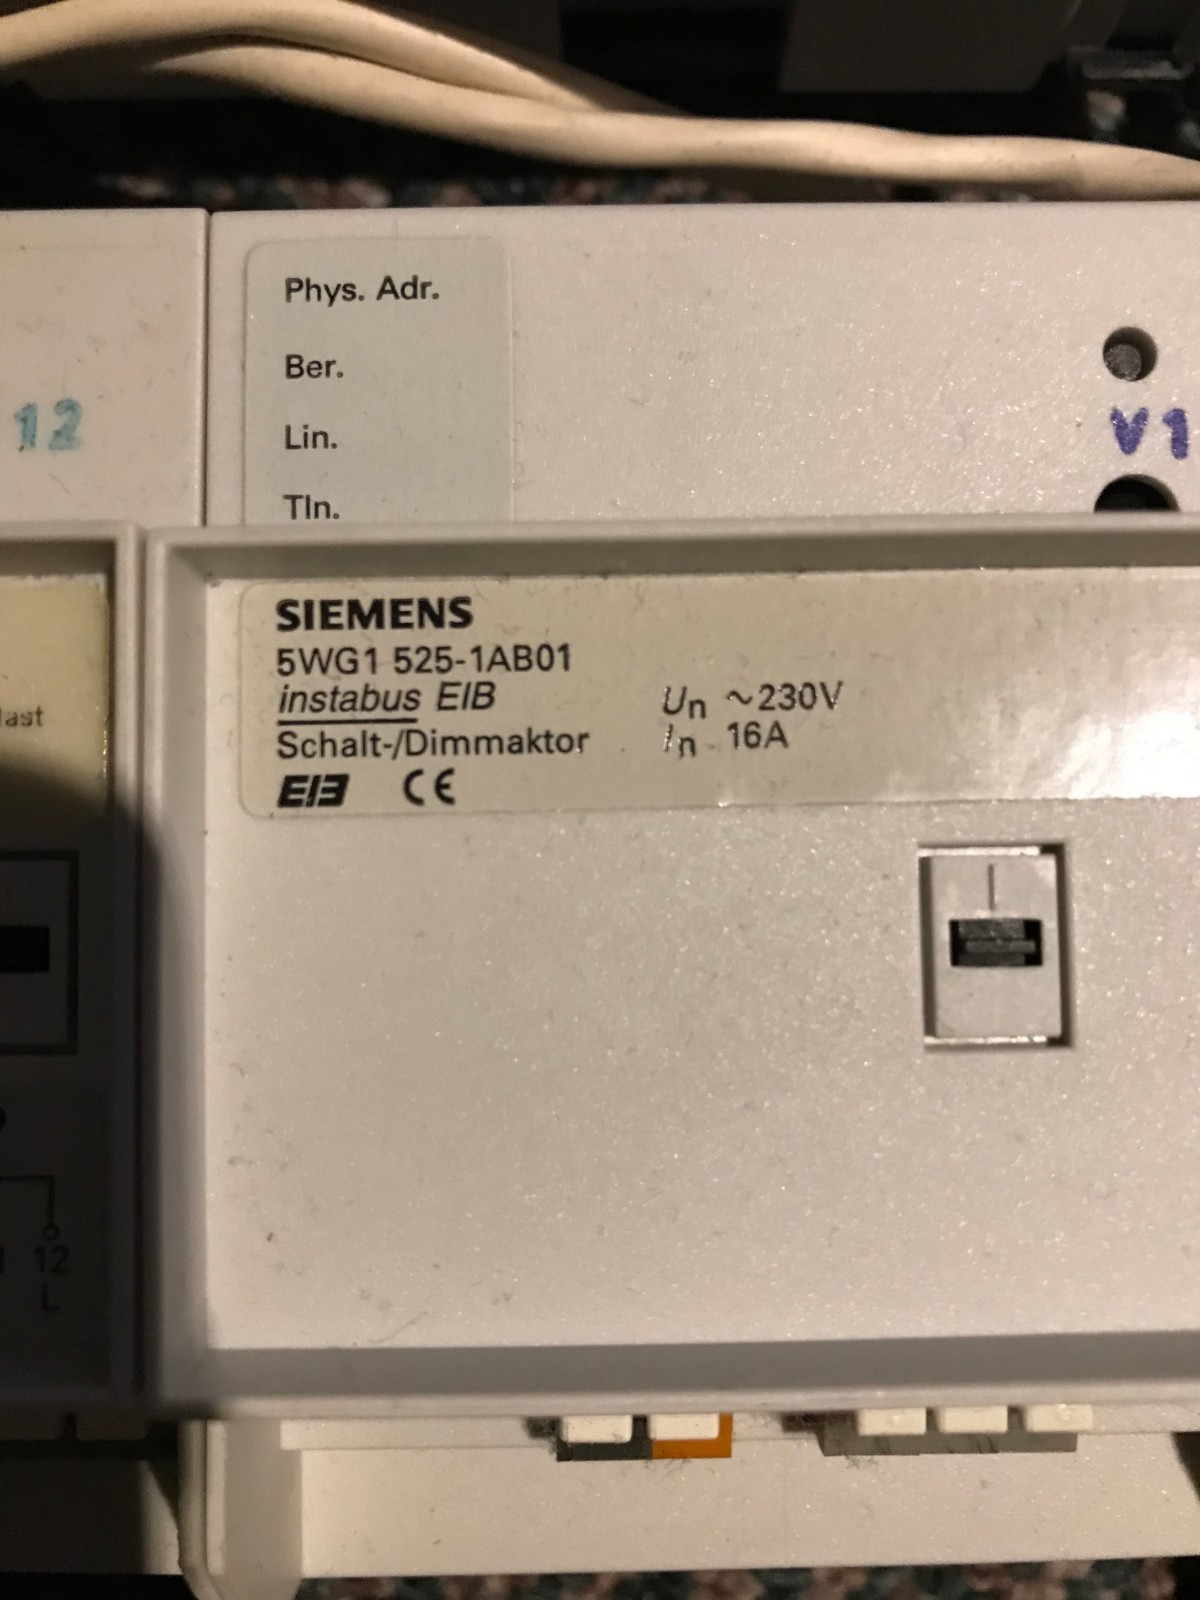 Phys. Adr.
Ber.
Lin.
Tln.
12
V1
SIEMENS
5WG1 525-1AB01
instabus EIB
Schalt-/Dimmaktor
Un ~230V
In 16A
EIB CE
last
12
L